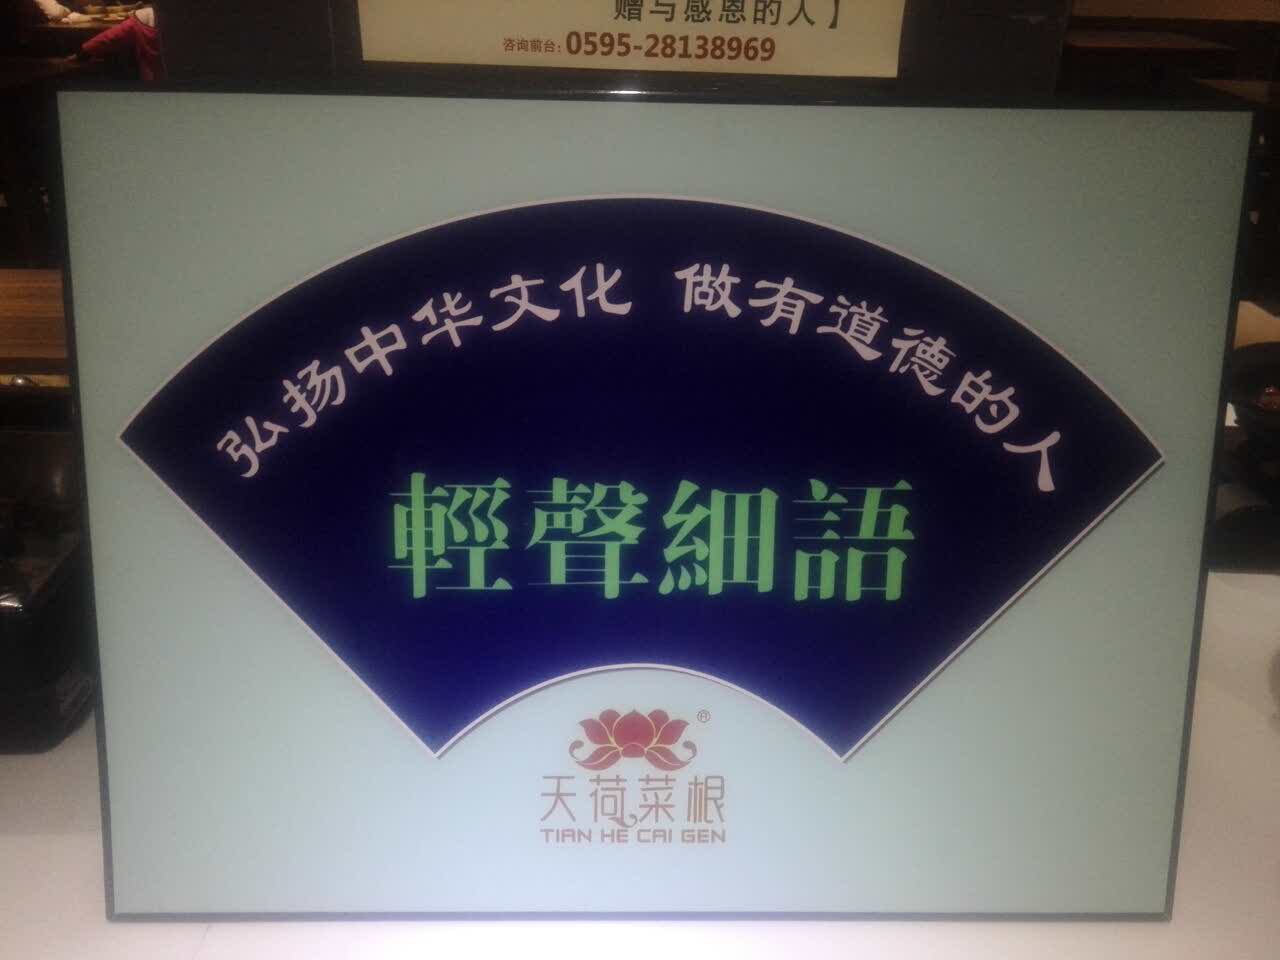 赠与感恩的人】
咨询前台：0595-28138969
弘扬中华文化 做有道德的人
輕聲細語
®
天荷菜根
TIAN HE CAI GEN